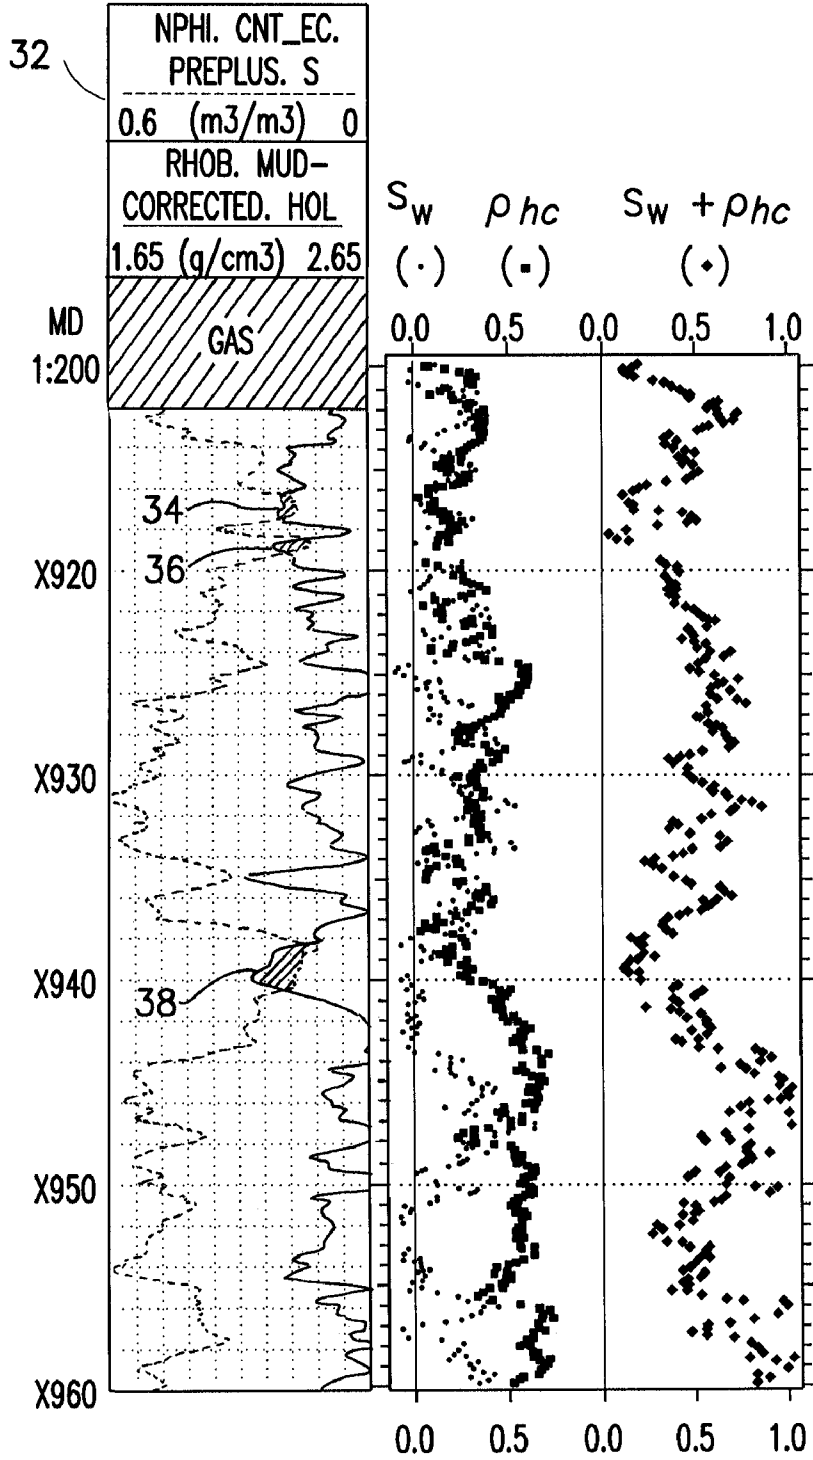 32
NPHI. CNT_EC.
PREPLUS. S
0.6 (m3/m3) 0
RHOB. MUD-
CORRECTED. HOL
1.65 (g/cm3) 2.65
Sw ρhc Sw + ρhc
(•) (■) (◆)
MD
1:200
GAS
0.0 0.5 0.0 0.5 1.0
34
36
X920
X930
X940
38
X950
X960
0.0 0.5 0.0 0.5 1.0